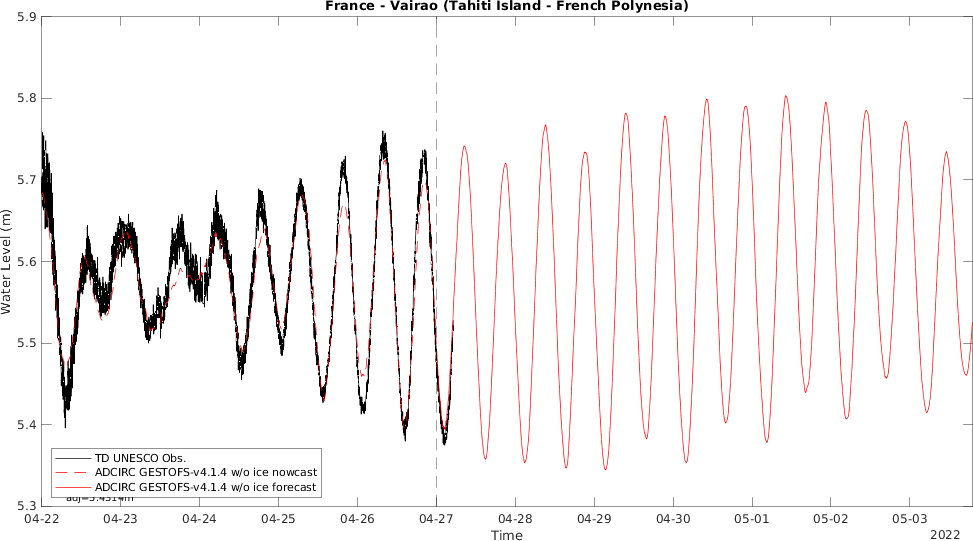 France - Vairao (Tahiti Island - French Polynesia)
Water Level (m)
5.9
5.8
5.7
5.6
5.5
5.4
5.3
TD UNESCO Obs.
ADCIRC GESTOFS-v4.1.4 w/o ice nowcast
ADCIRC GESTOFS-v4.1.4 w/o ice forecast
04-22 04-23 04-24 04-25 04-26 04-27 04-28 04-29 04-30 05-01 05-02 05-03
Time
2022